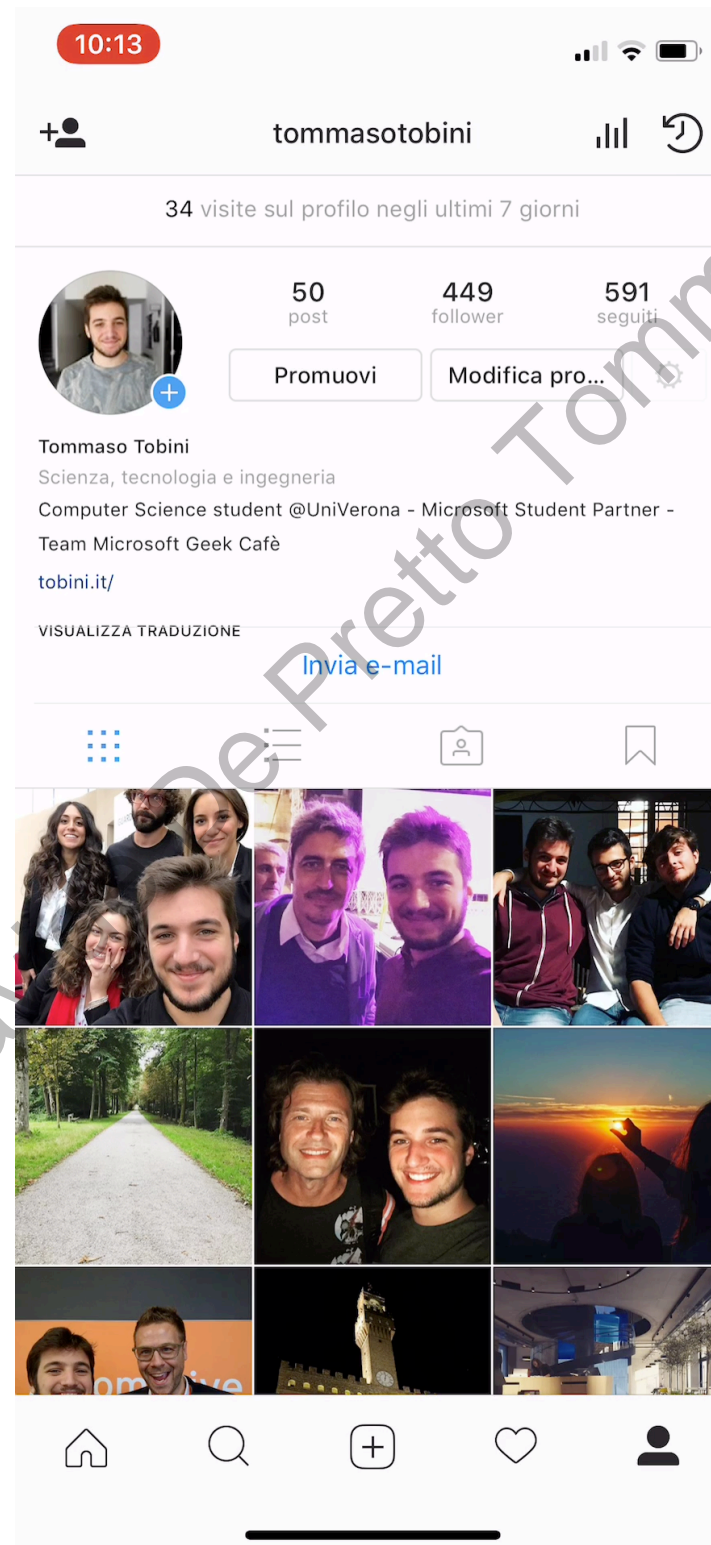 10:13
tommasotobini
34 visite sul profilo negli ultimi 7 giorni
50 449 591
post follower seguiti
Promuovi Modifica pro...
Tommaso Tobini
Scienza, tecnologia e ingegneria
Computer Science student @UniVerona - Microsoft Student Partner -
Team Microsoft Geek Cafè
tobini.it/
VISUALIZZA TRADUZIONE
Invia e-mail
De Pretto